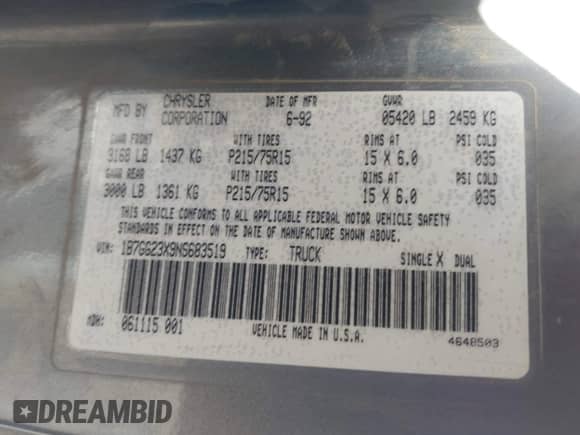 MFD BY CHRYSLER CORPORATION DATE OF MFR 6-92 GVWR 05420 LB 2459 KG
GWAR FRONT WITH TIRES RIMS AT PSI COLD
3168 LB 1437 KG P215/75R15 15 X 6.0 035
GWAR REAR WITH TIRES RIMS AT PSI COLD
3000 LB 1361 KG P215/75R15 15 X 6.0 035
THIS VEHICLE CONFORMS TO ALL APPLICABLE FEDERAL MOTOR VEHICLE SAFETY
STANDARDS IN EFFECT ON THE DATE OF MANUFACTURE SHOWN ABOVE.
VIN: 1B7GG23X9NS603519 TYPE: TRUCK SINGLE X DUAL
MDH: 061115 001 VEHICLE MADE IN U.S.A. 4648503
DREAMBID